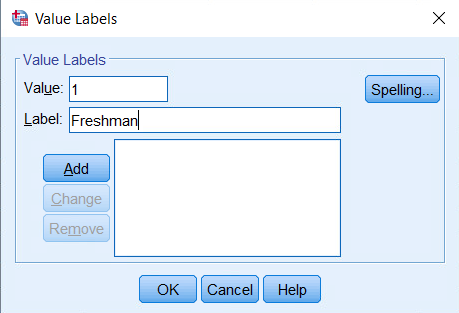 Value Labels
Value Labels
Value: 1
Spelling...
Label: Freshman
Add
Change
Remove
OK Cancel Help